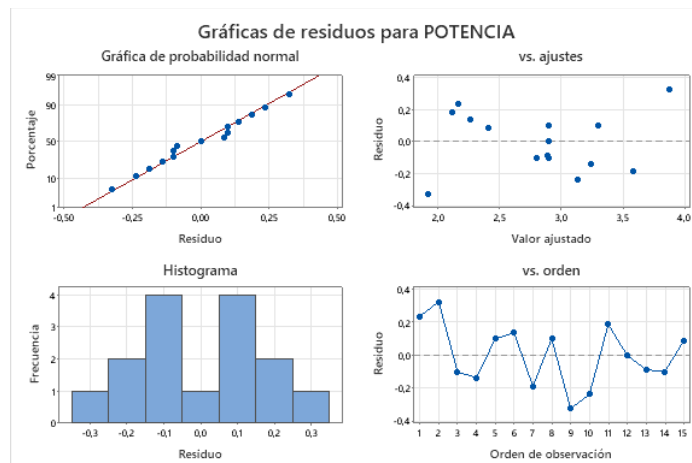 Gráficas de residuos para POTENCIA
Gráfica de probabilidad normal
99
90
50
10
1
Porcentaje
-0,50 -0,25 0,00 0,25 0,50
Residuo
vs. ajustes
0,4
0,2
0,0
-0,2
-0,4
Residuo
2,0 2,5 3,0 3,5 4,0
Valor ajustado
Histograma
4
3
2
1
0
Frecuencia
-0,3 -0,2 -0,1 0,0 0,1 0,2 0,3
Residuo
vs. orden
0,4
0,2
0,0
-0,2
-0,4
Residuo
1 2 3 4 5 6 7 8 9 10 11 12 13 14 15
Orden de observación